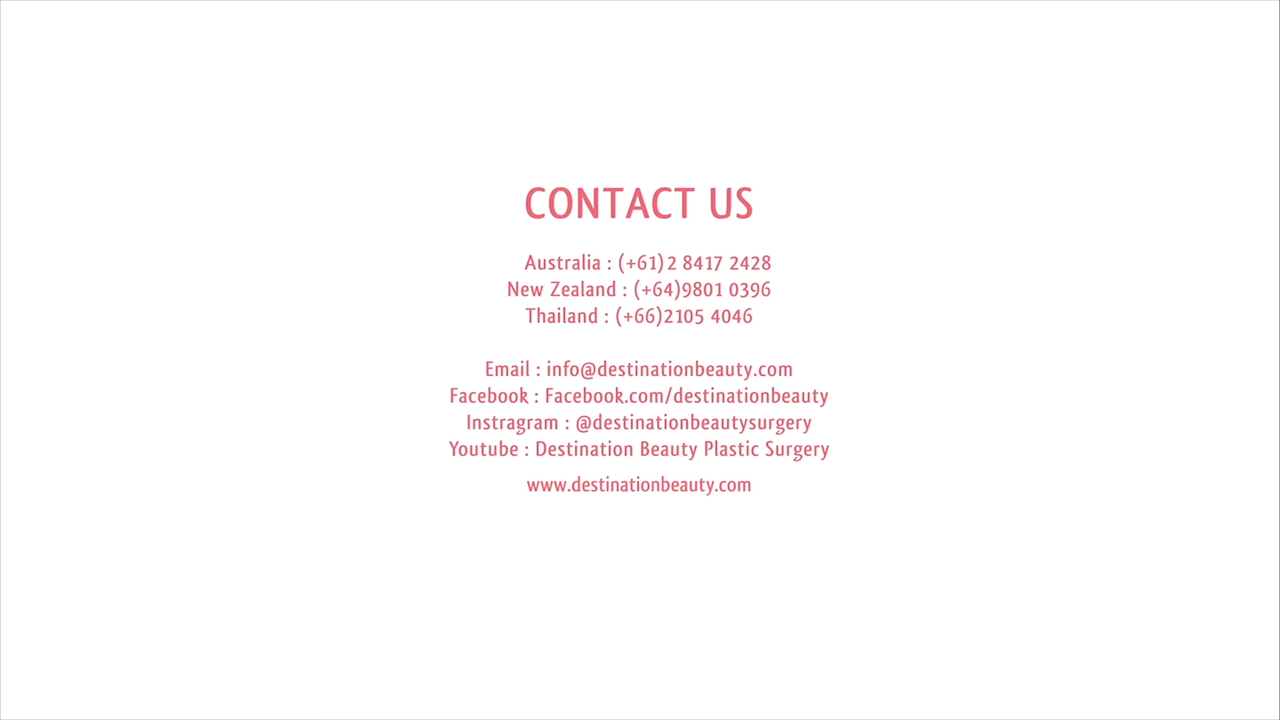 CONTACT US
Australia : (+61) 2 8417 2428
New Zealand : (+64)9801 0396
Thailand : (+66)2105 4046
Email : info@destinationbeauty.com
Facebook : Facebook.com/destinationbeauty
Instragram : @destinationbeautysurgery
Youtube : Destination Beauty Plastic Surgery
www.destinationbeauty.com